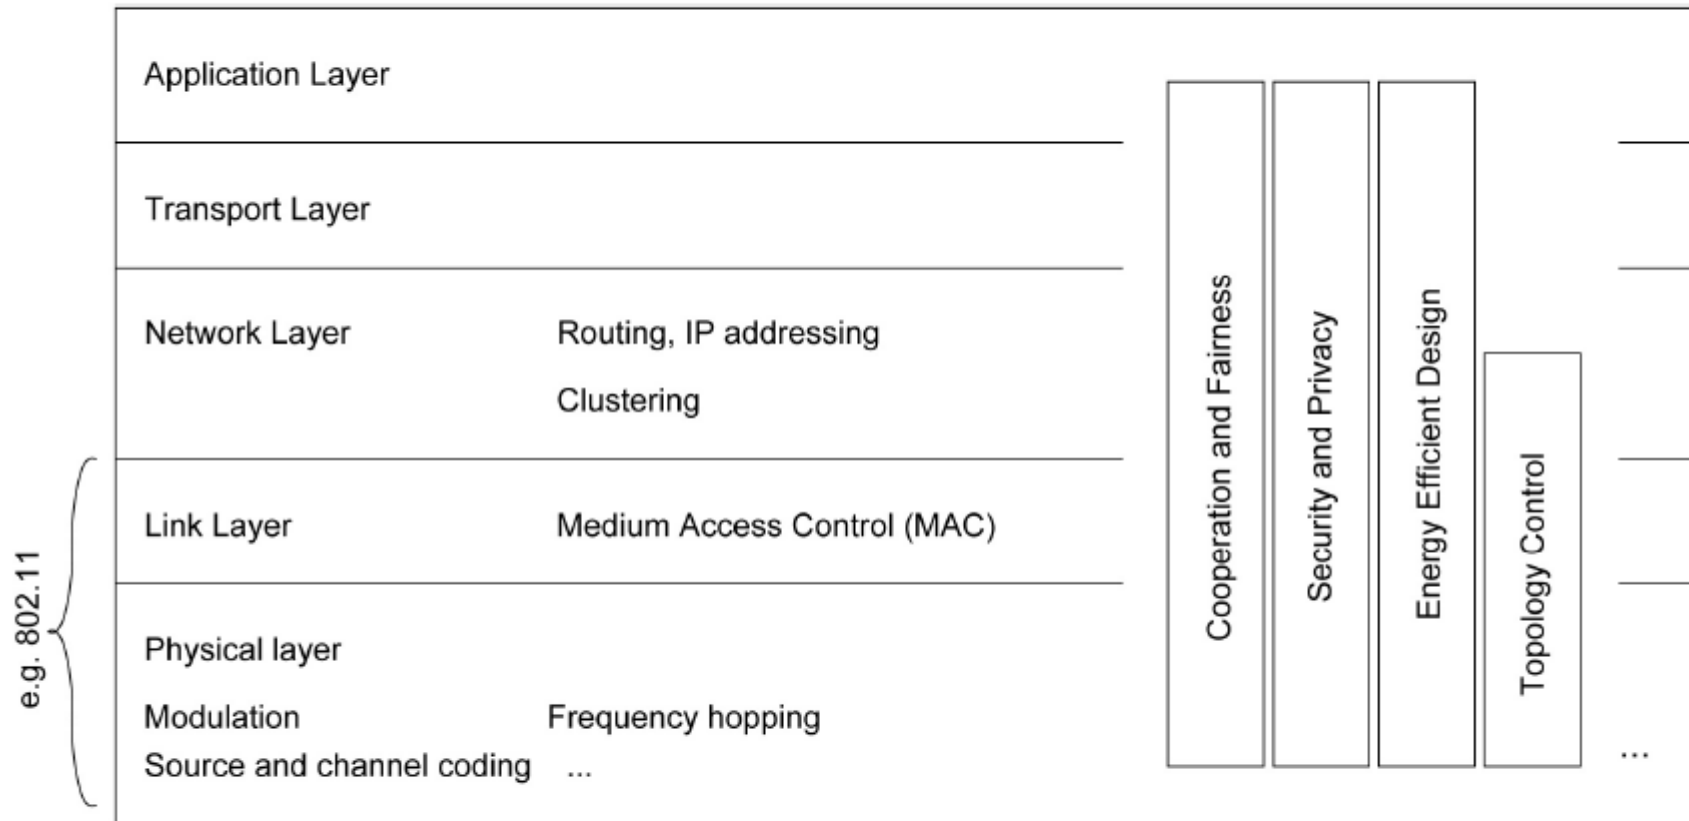 Application Layer
Transport Layer
Network Layer Routing, IP addressing
Clustering
Link Layer Medium Access Control (MAC)
Physical layer
Modulation Frequency hopping
Source and channel coding ...
e.g. 802.11
Cooperation and Fairness
Security and Privacy
Energy Efficient Design
Topology Control
...